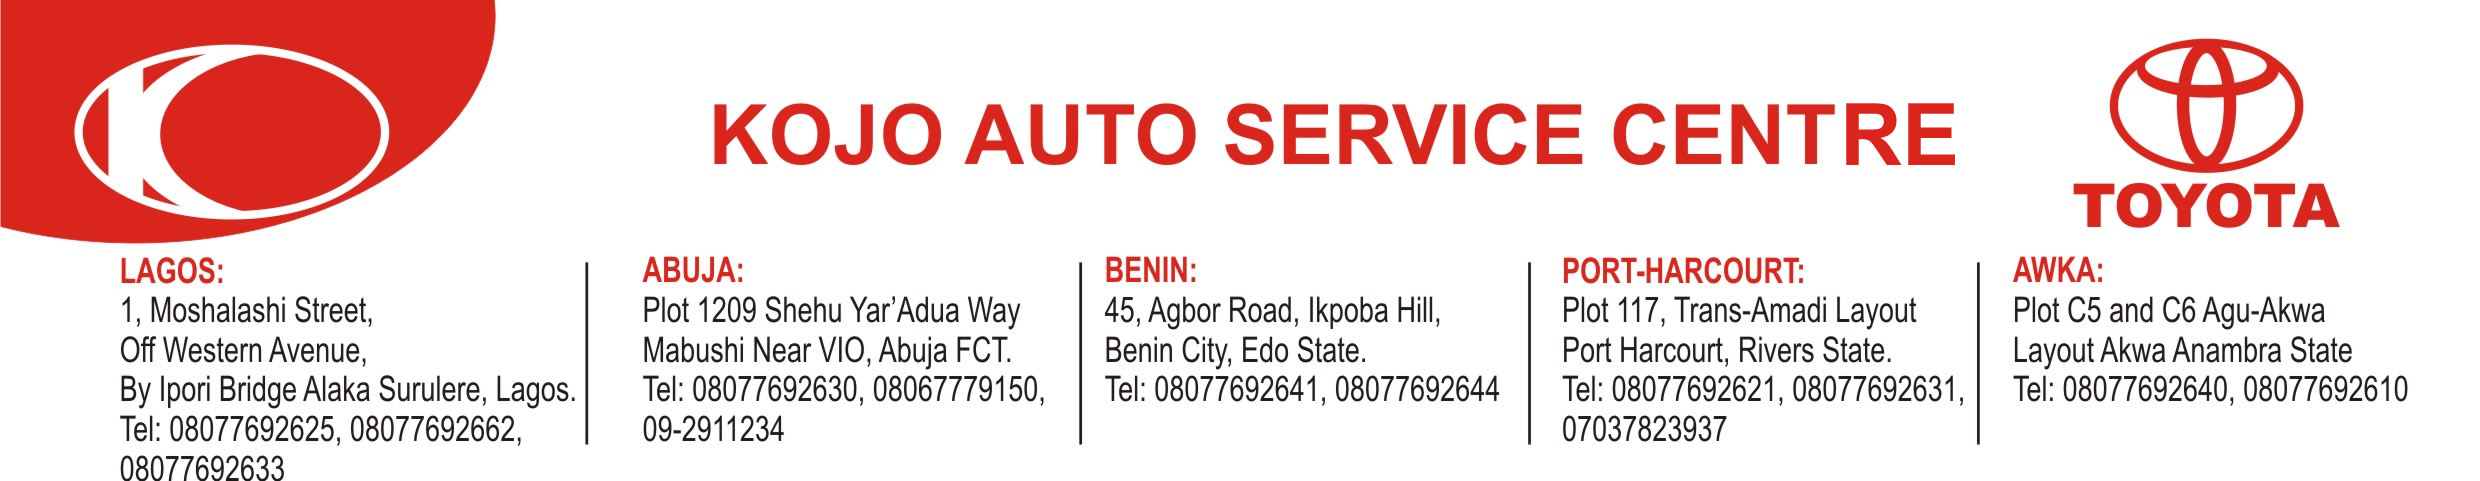 KOJO AUTO SERVICE CENTRE
TOYOTA
LAGOS:
1, Moshalashi Street,
Off Western Avenue,
By Ipori Bridge Alaka Surulere, Lagos.
Tel: 08077692625, 08077692662,
08077692633
ABUJA:
Plot 1209 Shehu Yar’Adua Way
Mabushi Near VIO, Abuja FCT.
Tel: 08077692630, 08067779150,
09-2911234
BENIN:
45, Agbor Road, Ikpoba Hill,
Benin City, Edo State.
Tel: 08077692641, 08077692644
PORT-HARCOURT:
Plot 117, Trans-Amadi Layout
Port Harcourt, Rivers State.
Tel: 08077692621, 08077692631,
07037823937
AWKA:
Plot C5 and C6 Agu-Akwa
Layout Akwa Anambra State
Tel: 08077692640, 08077692610